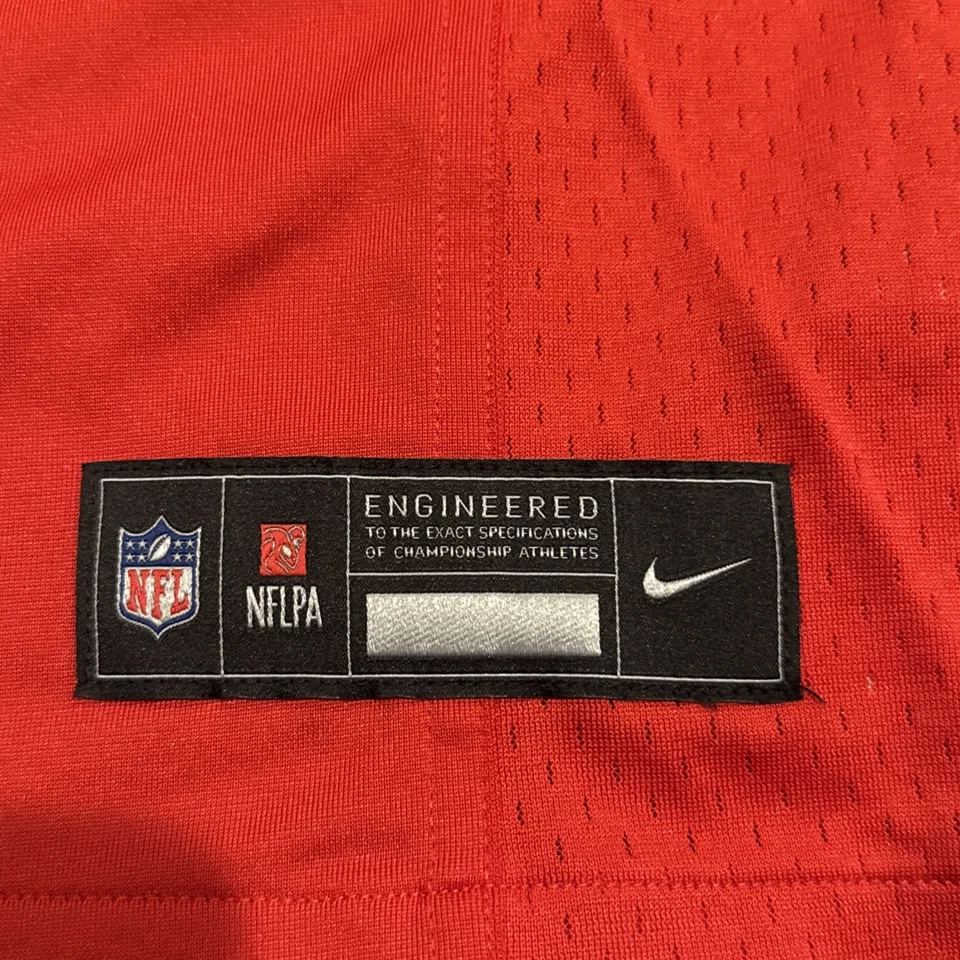 NFL
NFLPA
ENGINEERED
TO THE EXACT SPECIFICATIONS
OF CHAMPIONSHIP ATHLETES